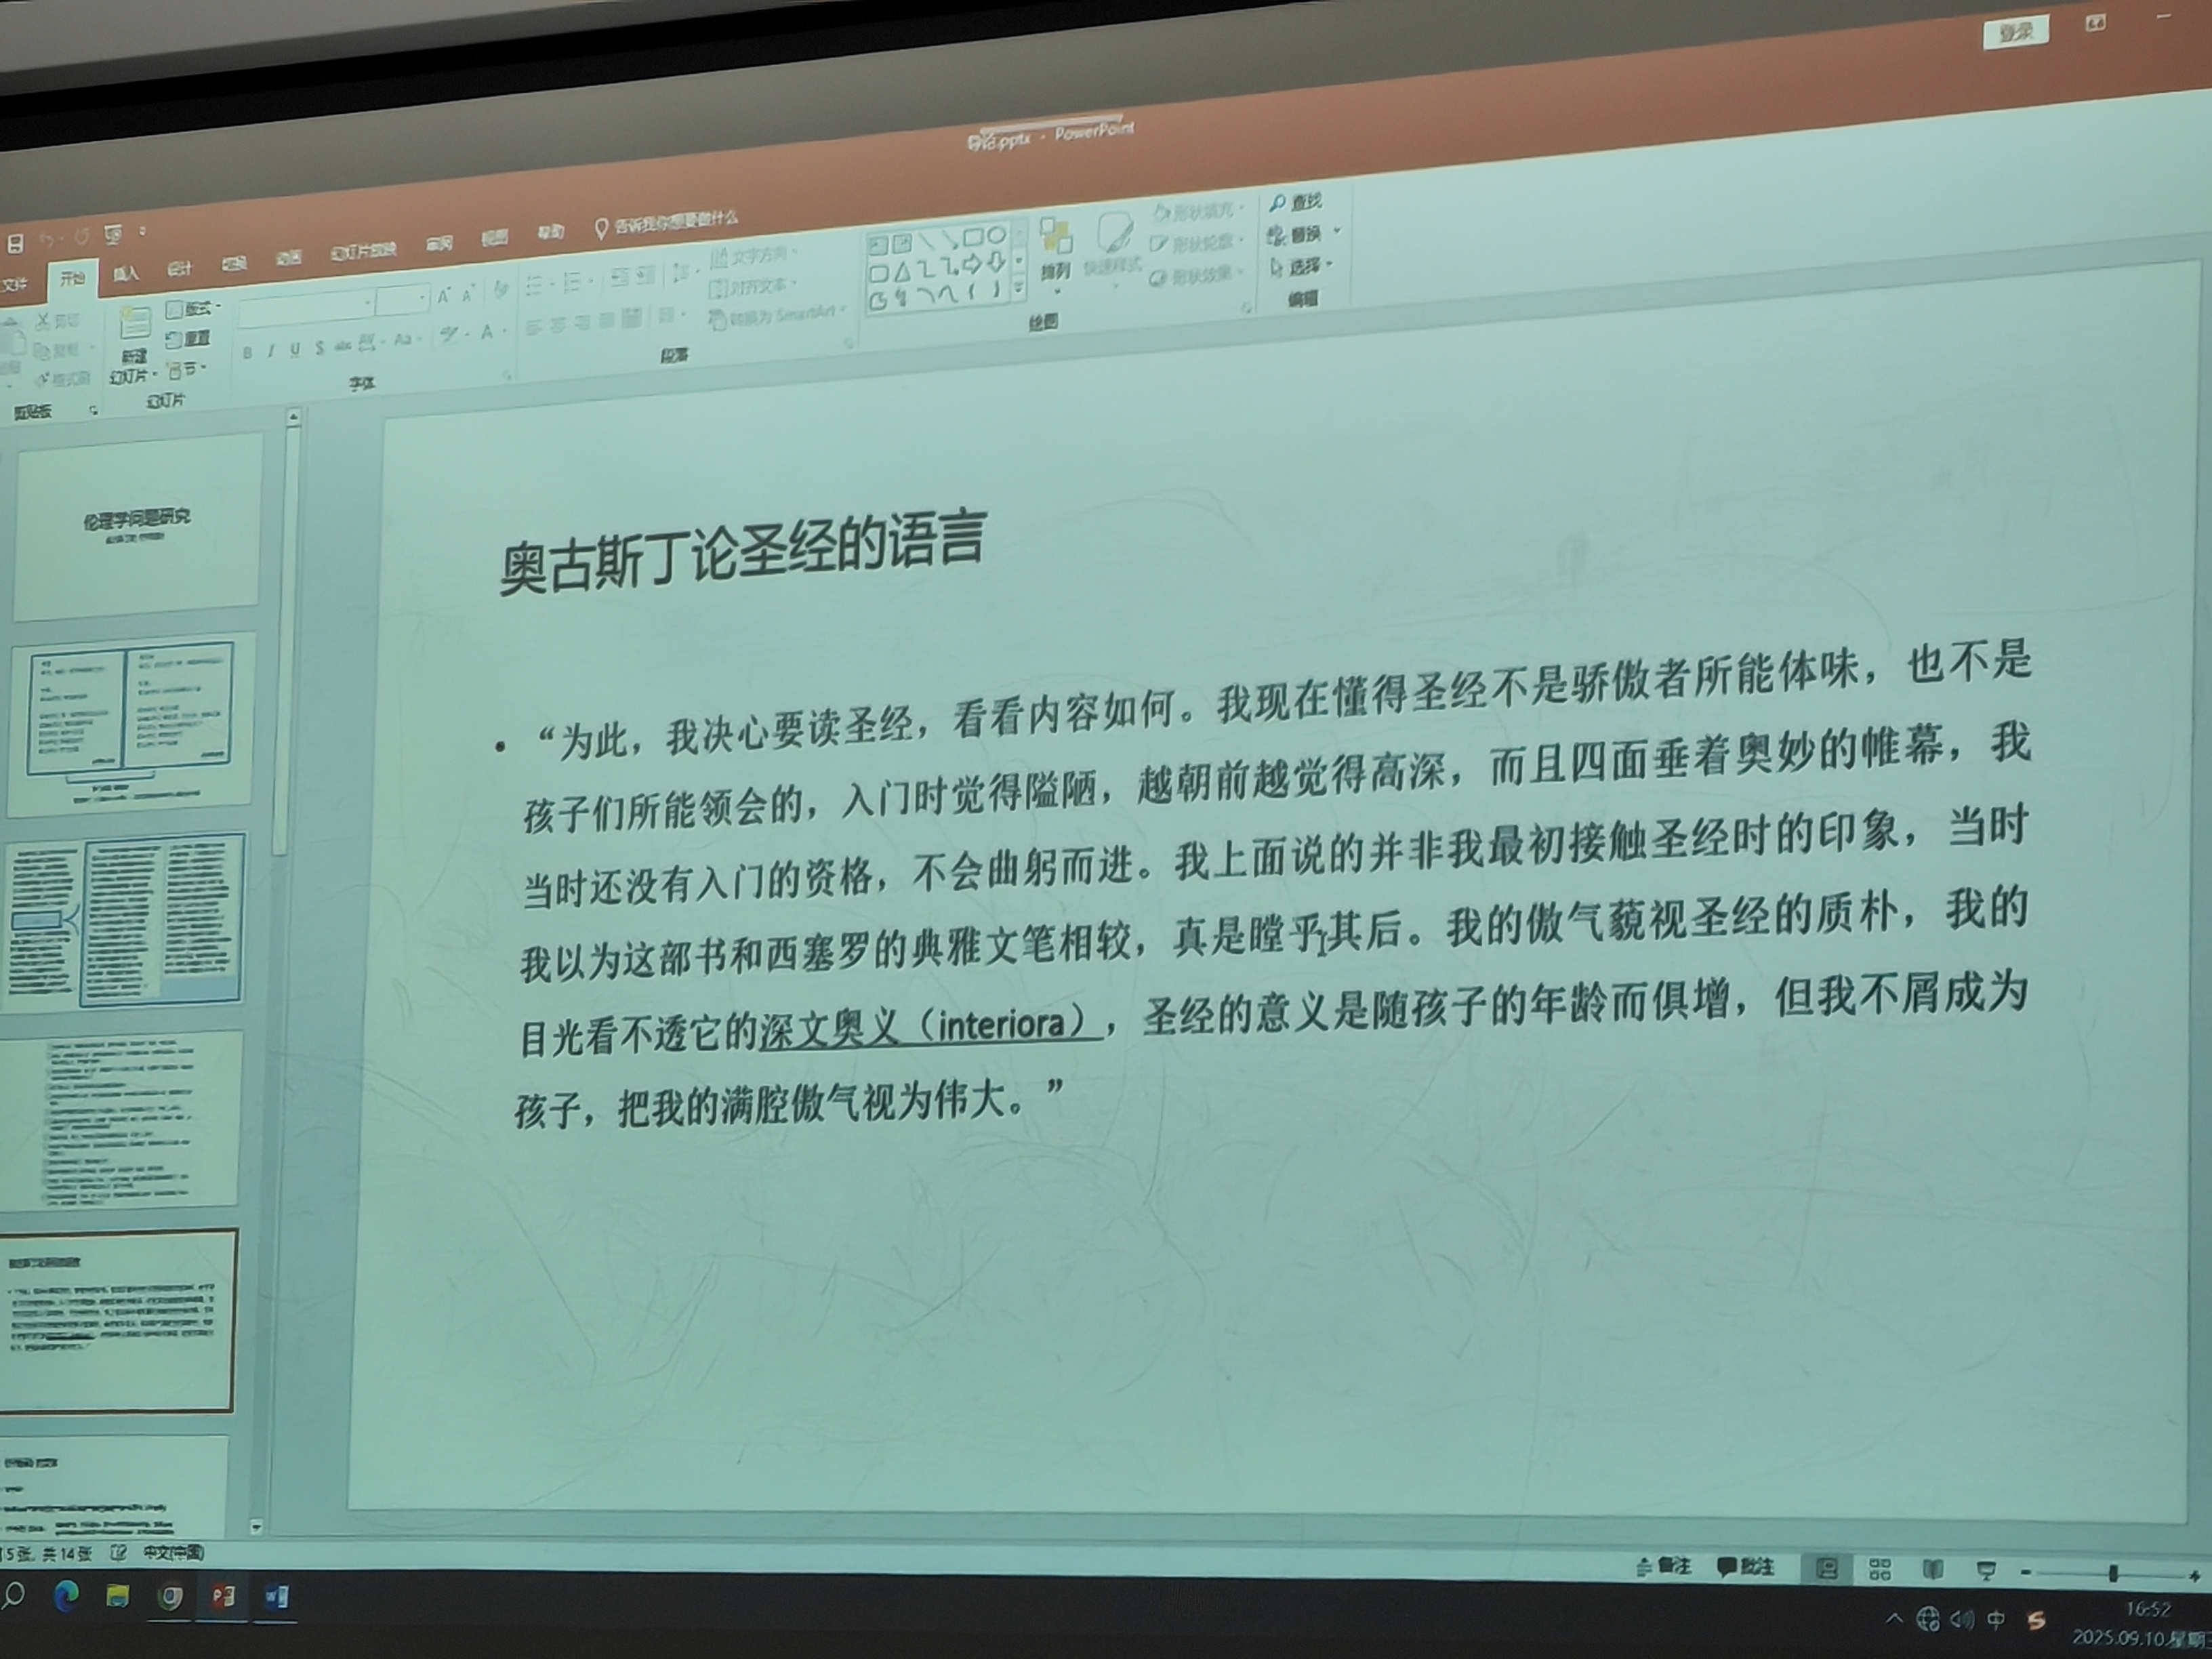 登录
导论.pptx - PowerPoint
文件 开始 插入 设计 切换 动画 幻灯片放映 审阅 视图 帮助 告诉我你想要做什么
剪切
复制
格式刷
剪贴板
新建
幻灯片
版式
重置
节
幻灯片
B I U S abc AV Aa A
字体
文字方向
对齐文本
转换为 SmartArt
段落
排列
快速样式
形状填充
形状轮廓
形状效果
绘图
查找
替换
选择
编辑
伦理学问题研究
奥古斯丁论圣经的语言
• “为此，我决心要读圣经，看看内容如何。我现在懂得圣经不是骄傲者所能体味，也不是
孩子们所能领会的，入门时觉得隘陋，越朝前越觉得高深，而且四面垂着奥妙的帷幕，我
当时还没有入门的资格，不会曲躬而进。我上面说的并非我最初接触圣经时的印象，当时
我以为这部书和西塞罗的典雅文笔相较，真是瞠乎其后。我的傲气藐视圣经的质朴，我的
目光看不透它的深文奥义（interiora），圣经的意义是随孩子的年龄而俱增，但我不屑成为
孩子，把我的满腔傲气视为伟大。”
5张, 共14张 中文(中国)
备注 批注
中
16:52
2025.09.10 星期